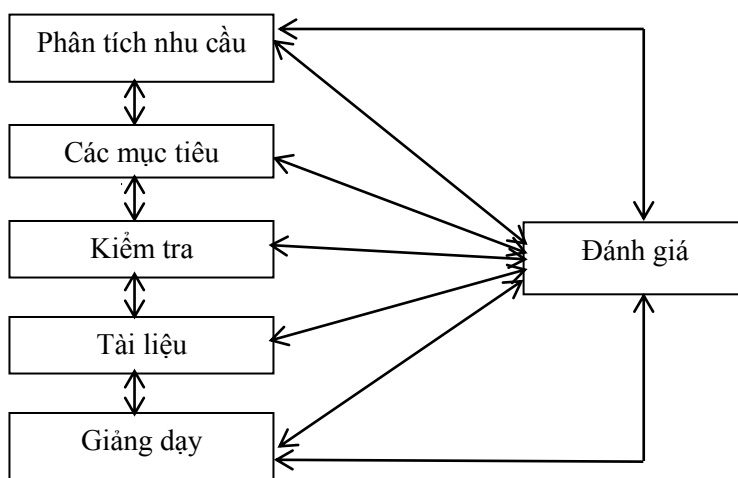 Phân tích nhu cầu
Các mục tiêu
Kiểm tra
Đánh giá
Tài liệu
Giảng dạy